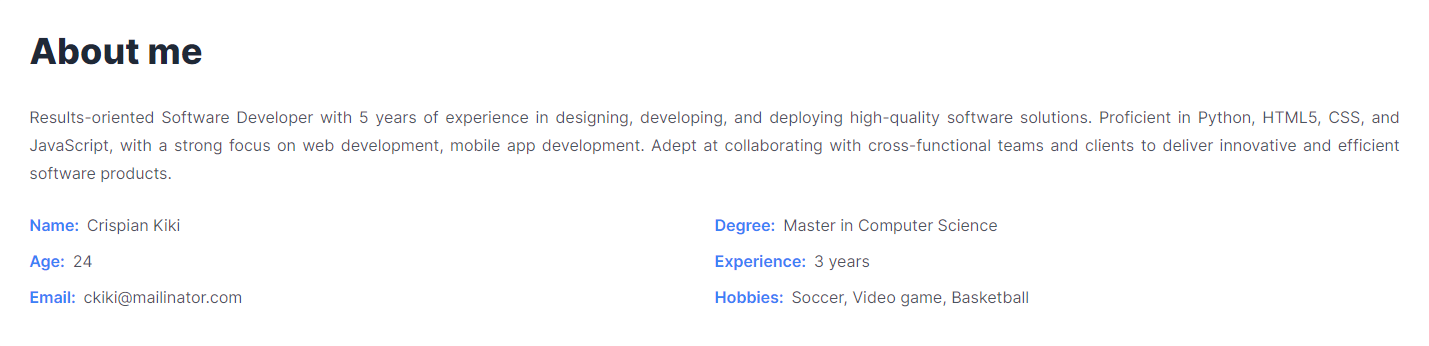 About me
Results-oriented Software Developer with 5 years of experience in designing, developing, and deploying high-quality software solutions. Proficient in Python, HTML5, CSS, and
JavaScript, with a strong focus on web development, mobile app development. Adept at collaborating with cross-functional teams and clients to deliver innovative and efficient
software products.
Name: Crispian Kiki
Degree: Master in Computer Science
Age: 24
Experience: 3 years
Email: ckiki@mailinator.com
Hobbies: Soccer, Video game, Basketball